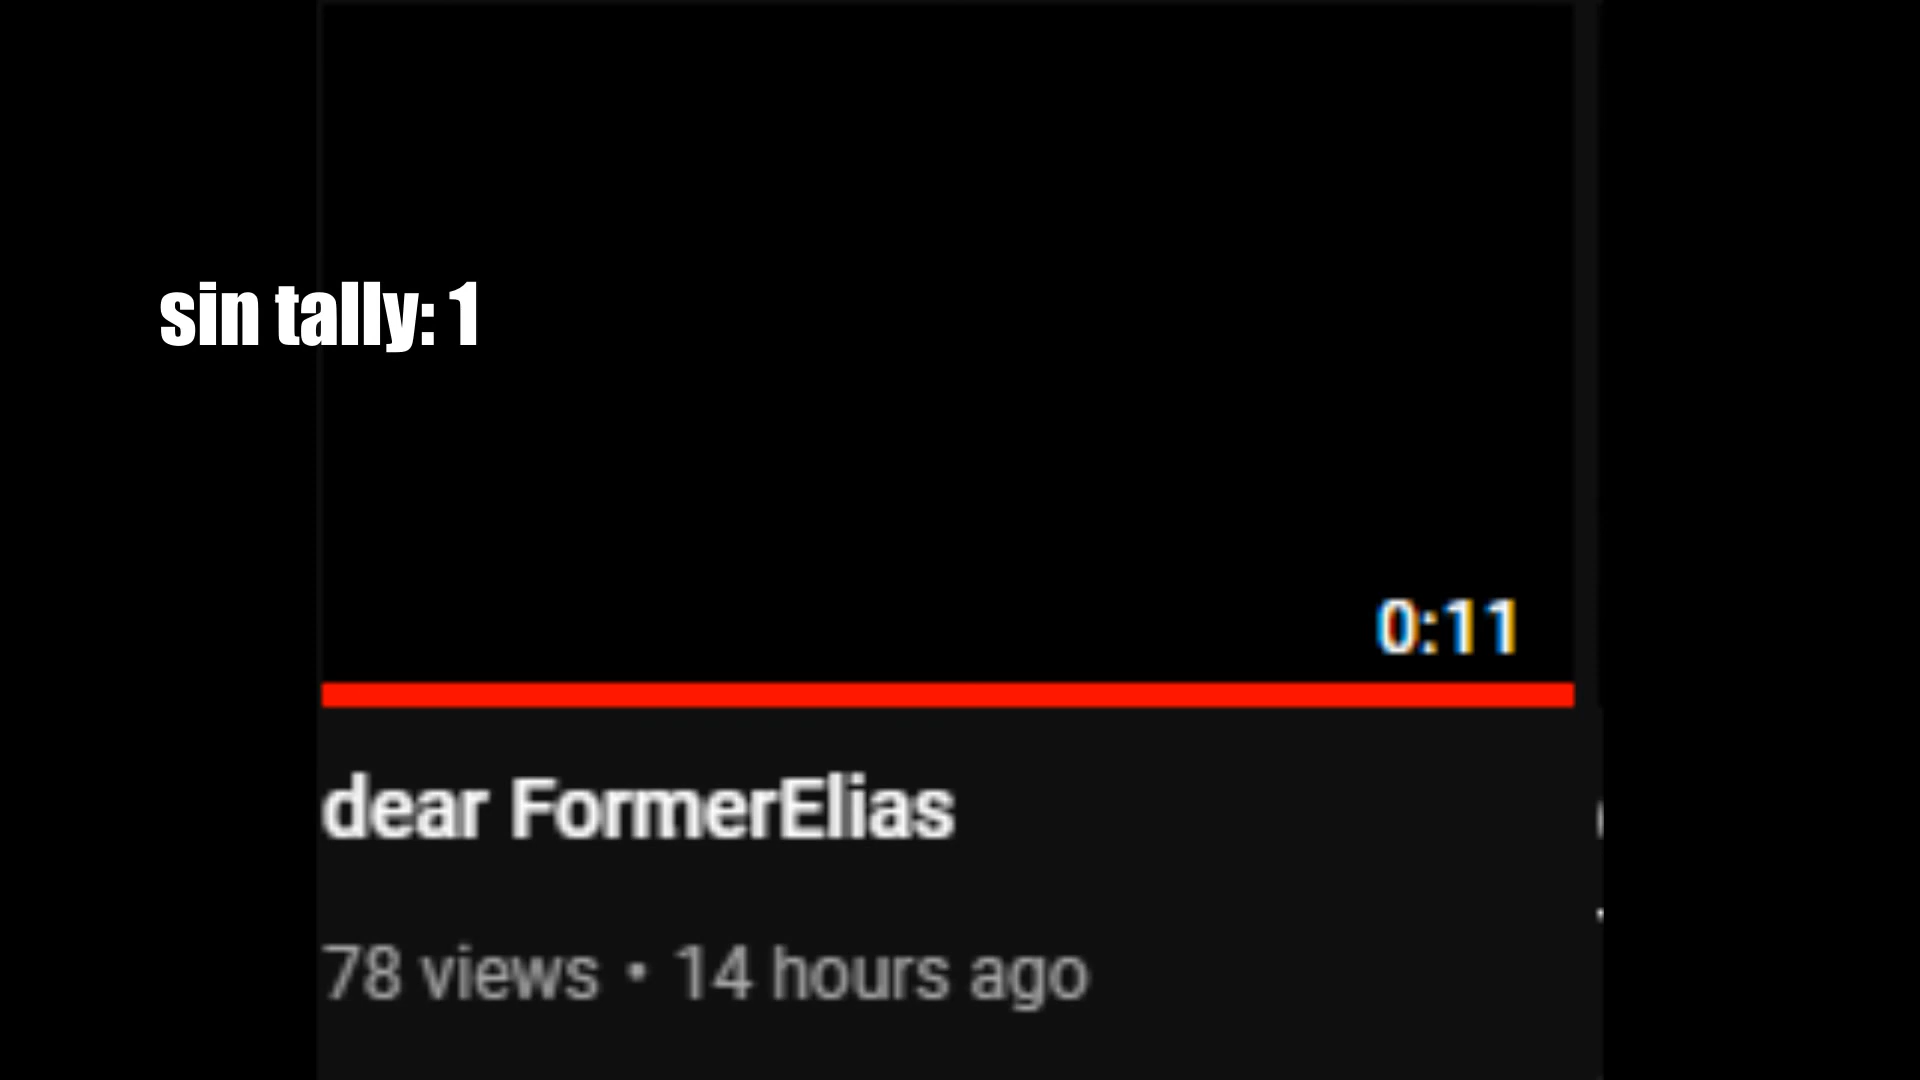 sin tally: 1
0:11
dear FormerElias
78 views • 14 hours ago